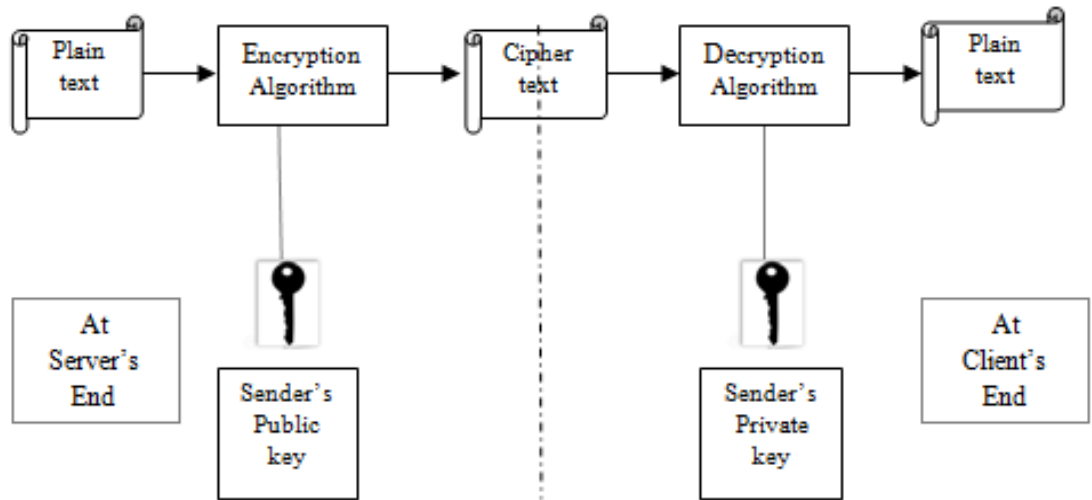 Plain
text
Encryption
Algorithm
Cipher
text
Decryption
Algorithm
Plain
text
At
Server's
End
Sender's
Public
key
Sender's
Private
key
At
Client's
End